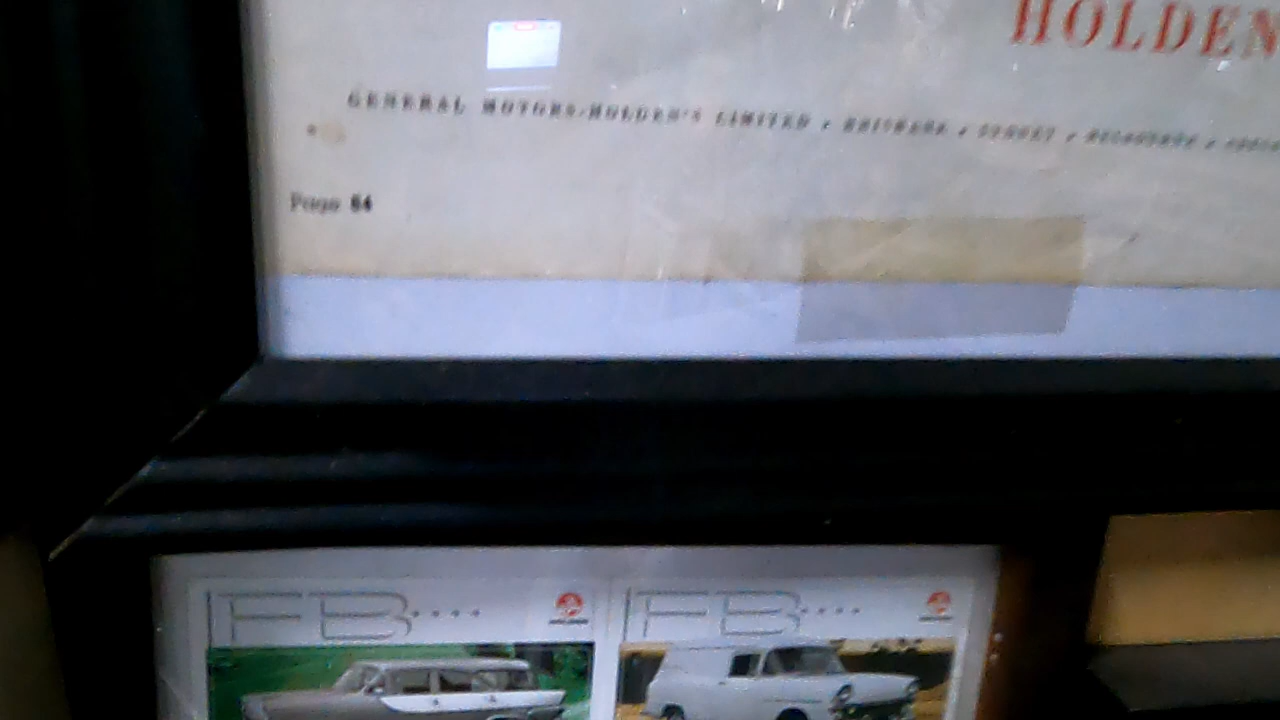 HOLDEN
GENERAL MOTORS-HOLDEN'S LIMITED • BRISBANE • SYDNEY • MELBOURNE •
Page 64
FB FB